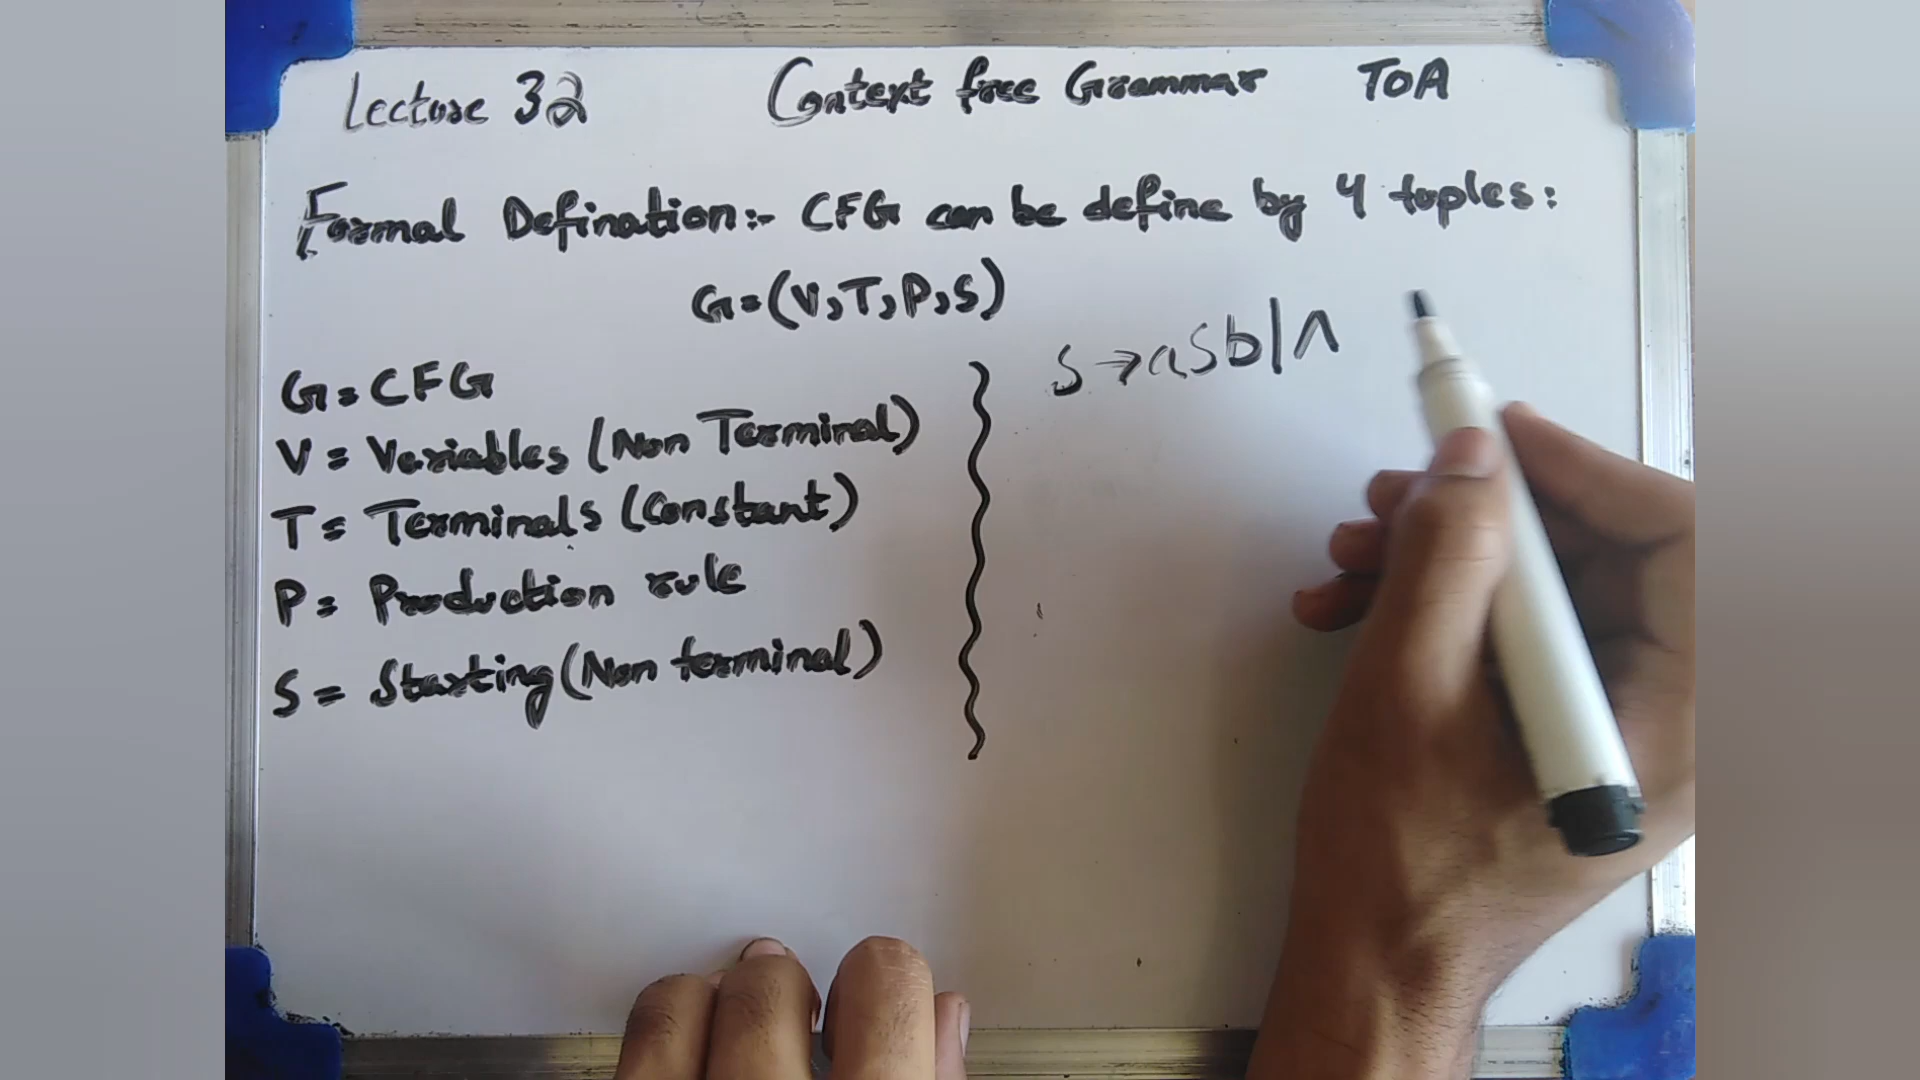 Lecture 32 Context free Grammar TOA
Formal Defination:- CFG can be define by 4 tuples:
G=(V,T,P,S)
S→aSb|Λ
G=CFG
V= Variables (Non Terminal)
T= Terminals (Constant)
P= Production rule
S= Starting (Non terminal)